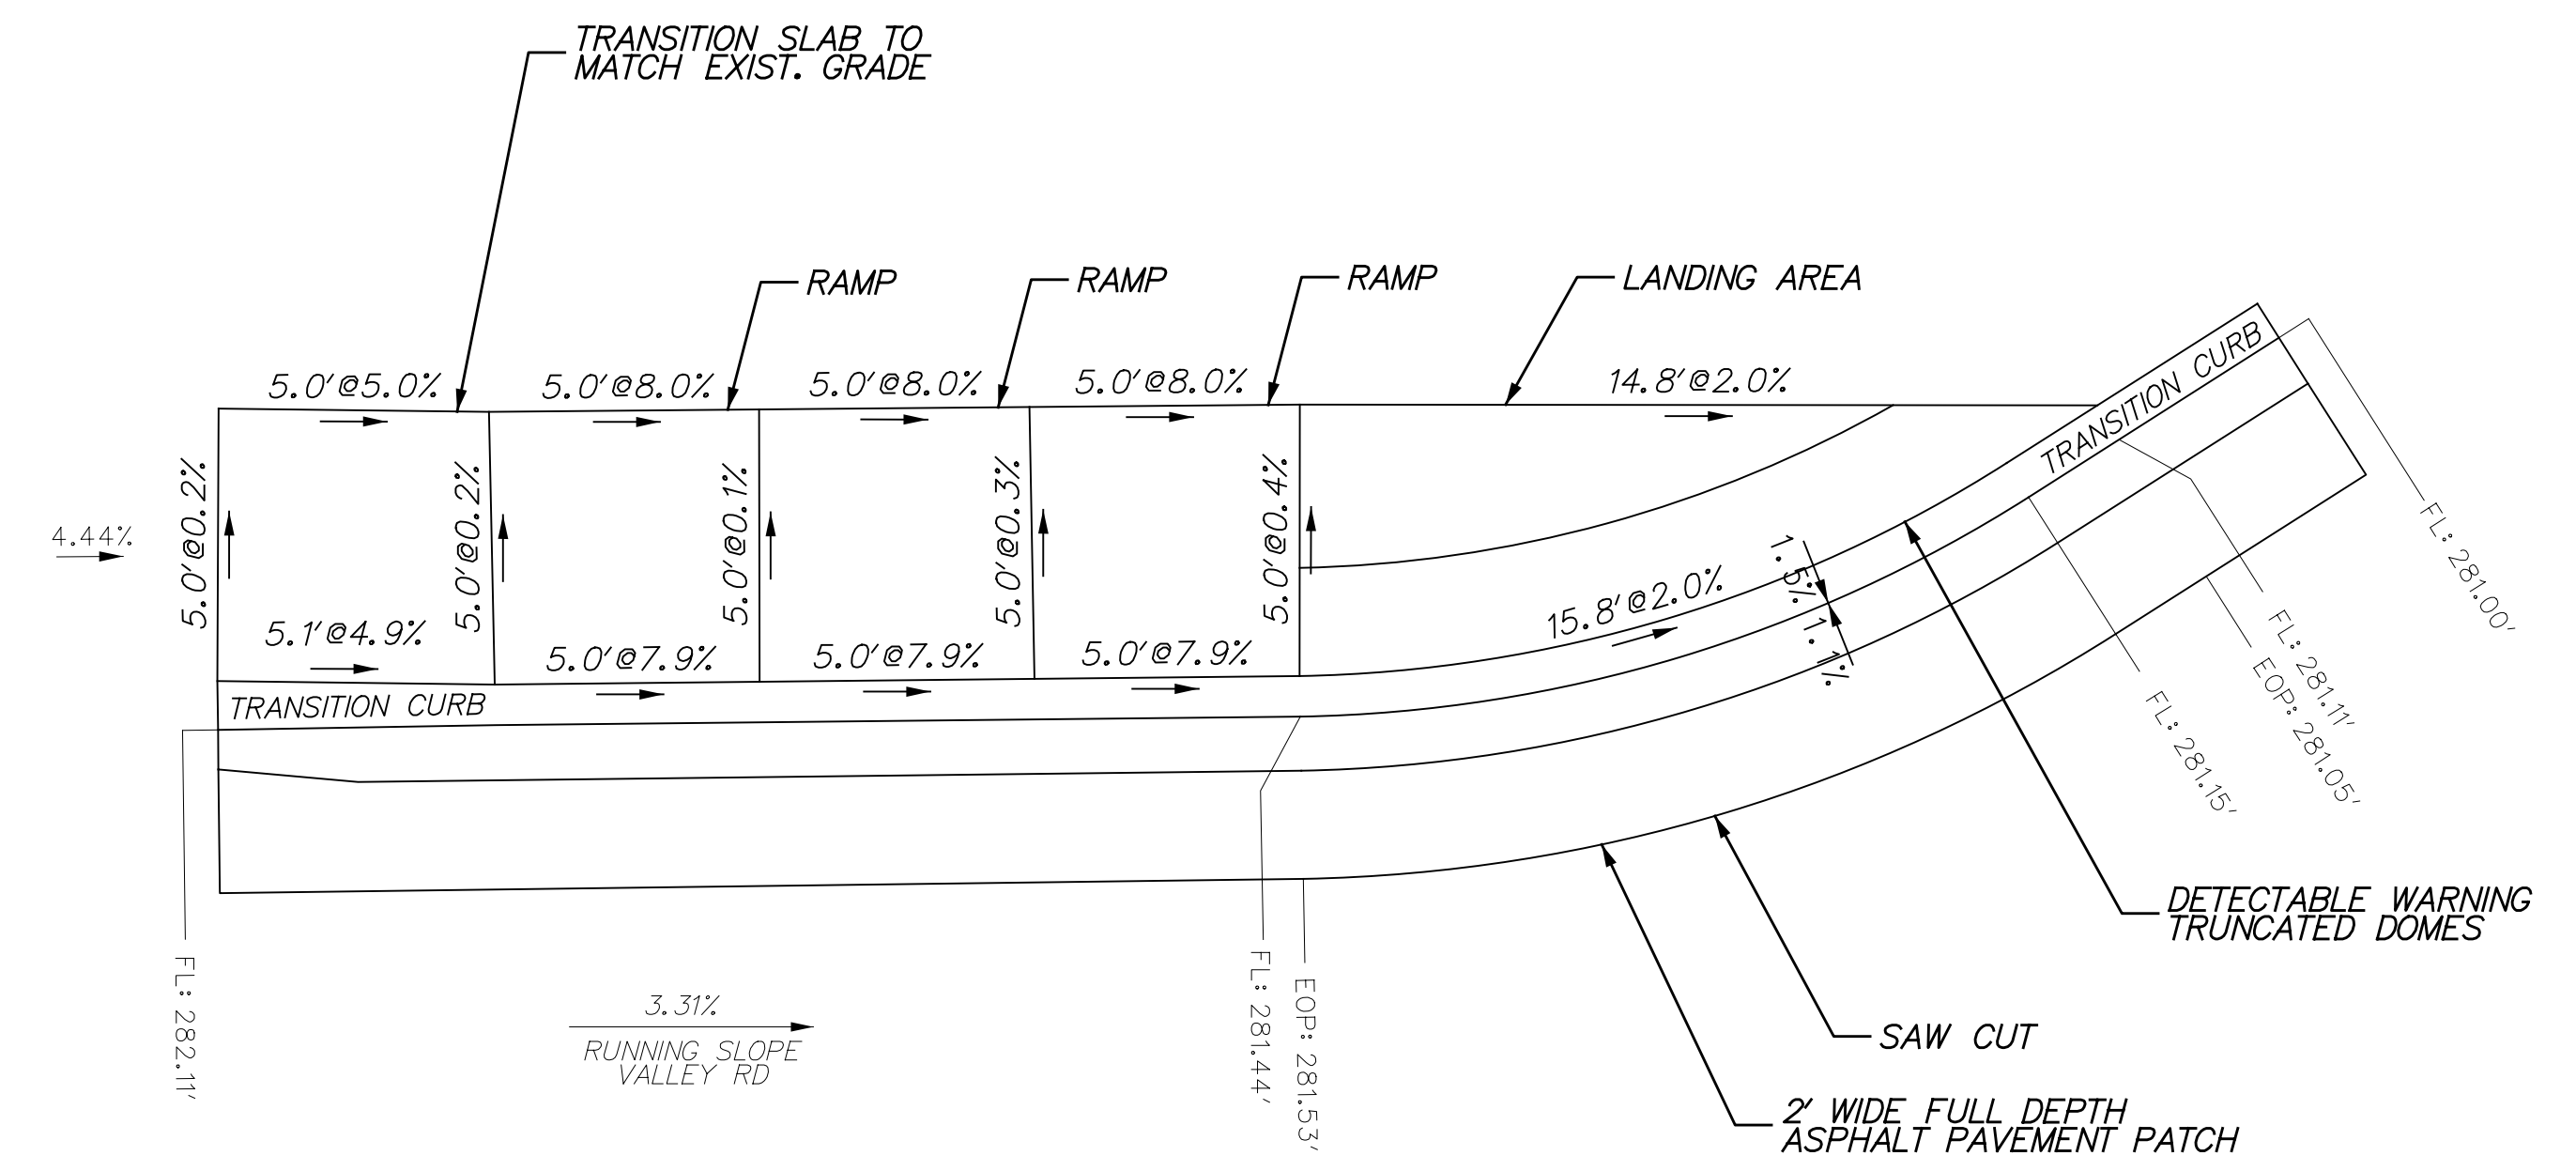 TRANSITION SLAB TO
MATCH EXIST. GRADE
RAMP
RAMP
RAMP
LANDING AREA
5.0'@5.0%
5.0'@8.0%
5.0'@8.0%
5.0'@8.0%
14.8'@2.0%
TRANSITION CURB
4.44%
5.0'@0.2%
5.0'@0.2%
5.0'@0.1%
5.0'@0.3%
5.0'@0.4%
5.1'@4.9%
5.0'@7.9%
5.0'@7.9%
5.0'@7.9%
15.8'@2.0%
1.5%
1.1%
TRANSITION CURB
FL: 281.00'
FL: 281.11'
EOP: 281.05'
FL: 281.15'
DETECTABLE WARNING
TRUNCATED DOMES
FL: 282.11'
3.31%
RUNNING SLOPE
VALLEY RD
FL: 281.44'
EOP: 281.53'
SAW CUT
2' WIDE FULL DEPTH
ASPHALT PAVEMENT PATCH